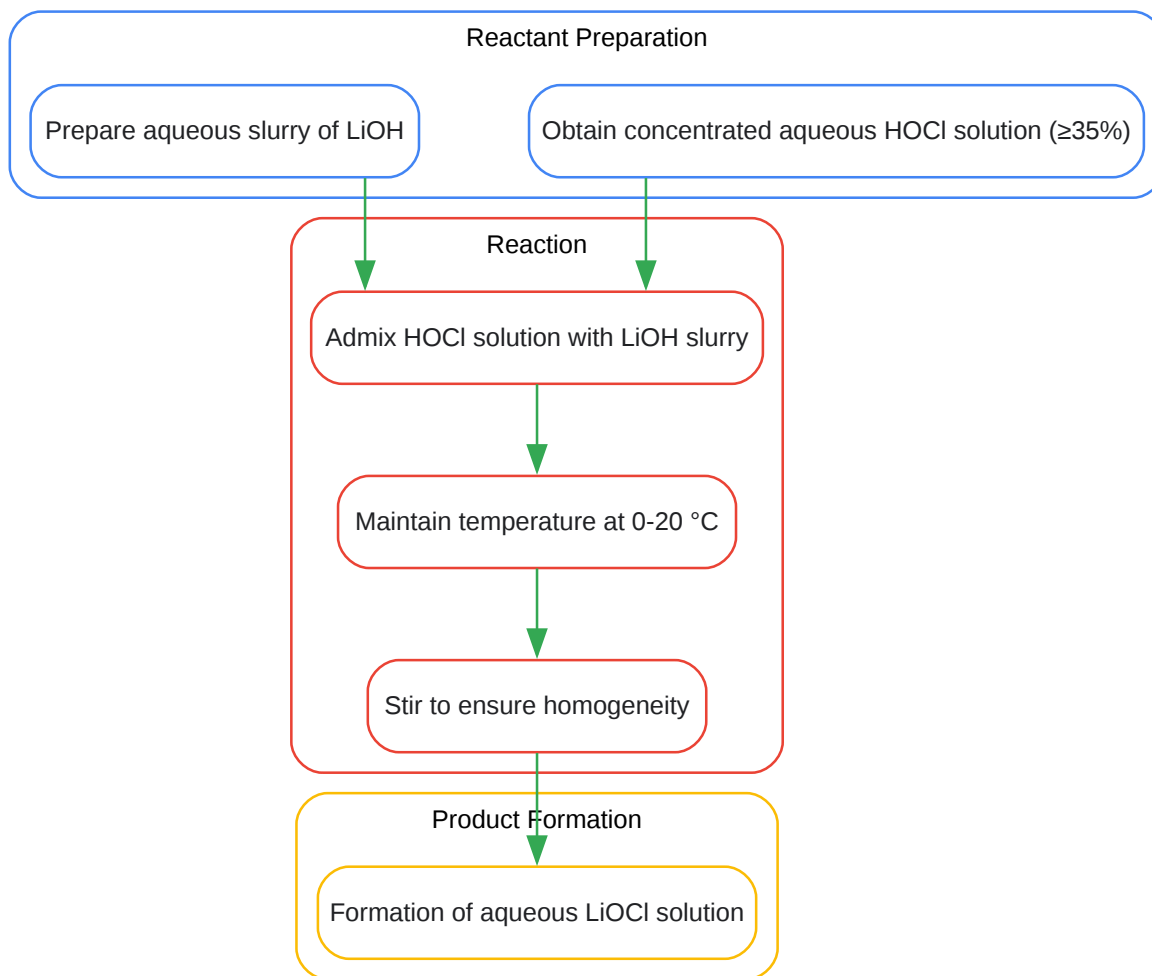 Reactant Preparation
Prepare aqueous slurry of LiOH
Obtain concentrated aqueous HOCl solution (≥35%)
Reaction
Admix HOCl solution with LiOH slurry
Maintain temperature at 0-20 °C
Stir to ensure homogeneity
Product Formation
Formation of aqueous LiOCl solution